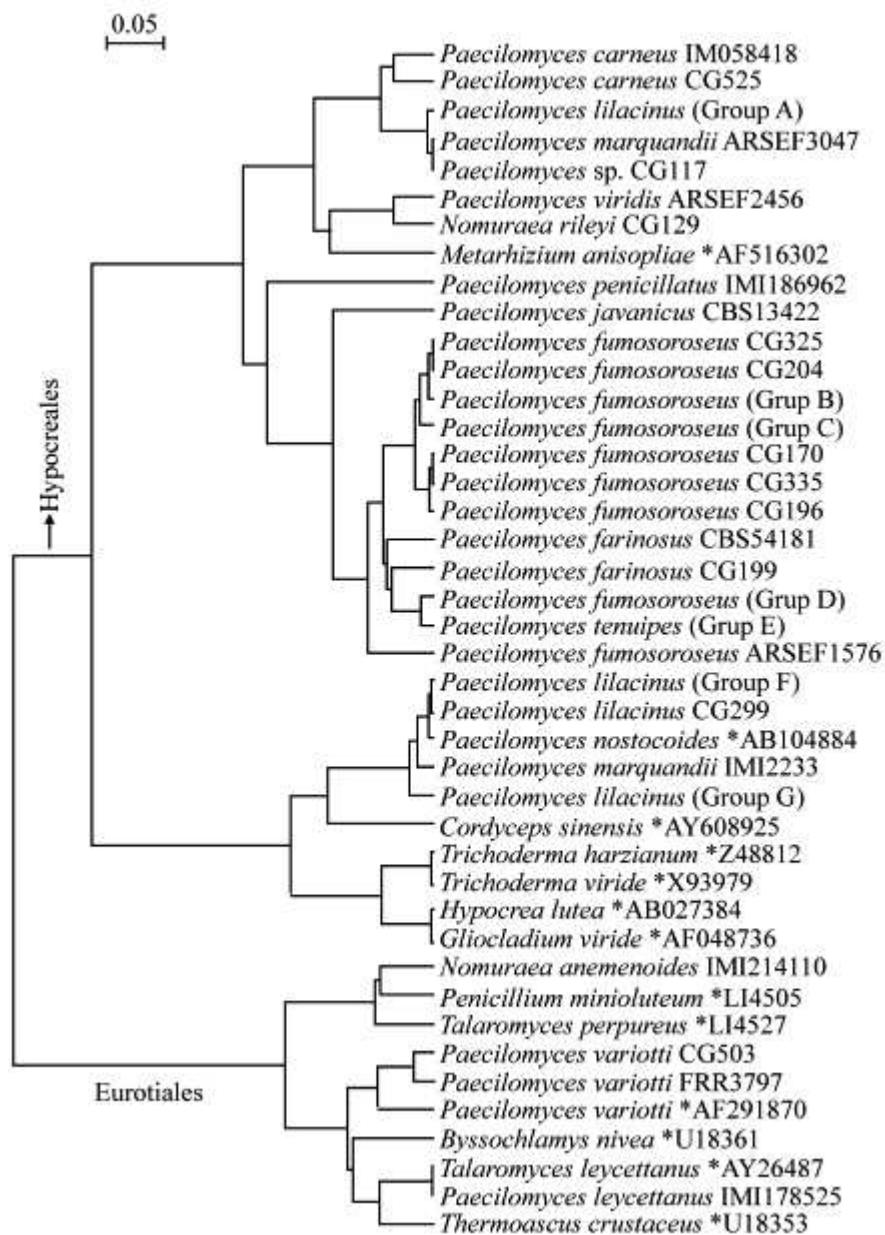 0.05
Paecilomyces carneus IM058418
Paecilomyces carneus CG525
Paecilomyces lilacinus (Group A)
Paecilomyces marquandii ARSEF3047
Paecilomyces sp. CG117
Paecilomyces viridis ARSEF2456
Nomuraea rileyi CG129
Metarhizium anisopliae *AF516302
Paecilomyces penicillatus IMI186962
Paecilomyces javanicus CBS13422
Paecilomyces fumosoroseus CG325
Paecilomyces fumosoroseus CG204
Paecilomyces fumosoroseus (Grup B)
Paecilomyces fumosoroseus (Grup C)
Paecilomyces fumosoroseus CG170
Paecilomyces fumosoroseus CG335
Paecilomyces fumosoroseus CG196
Paecilomyces farinosus CBS54181
Paecilomyces farinosus CG199
Paecilomyces fumosoroseus (Grup D)
Paecilomyces tenuipes (Grup E)
Paecilomyces fumosoroseus ARSEF1576
Paecilomyces lilacinus (Group F)
Paecilomyces lilacinus CG299
Paecilomyces nostocoides *AB104884
Paecilomyces marquandii IMI2233
Paecilomyces lilacinus (Group G)
Cordyceps sinensis *AY608925
Trichoderma harzianum *Z48812
Trichoderma viride *X93979
Hypocrea lutea *AB027384
Gliocladium viride *AF048736
Nomuraea anemenoides IMI214110
Penicillium minioluteum *LI4505
Talaromyces perpureus *LI4527
Paecilomyces variotti CG503
Paecilomyces variotti FRR3797
Paecilomyces variotti *AF291870
Byssochlamys nivea *U18361
Talaromyces leycettanus *AY26487
Paecilomyces leycettanus IMI178525
Thermoascus crustaceus *U18353
Hypocreales
Eurotiales